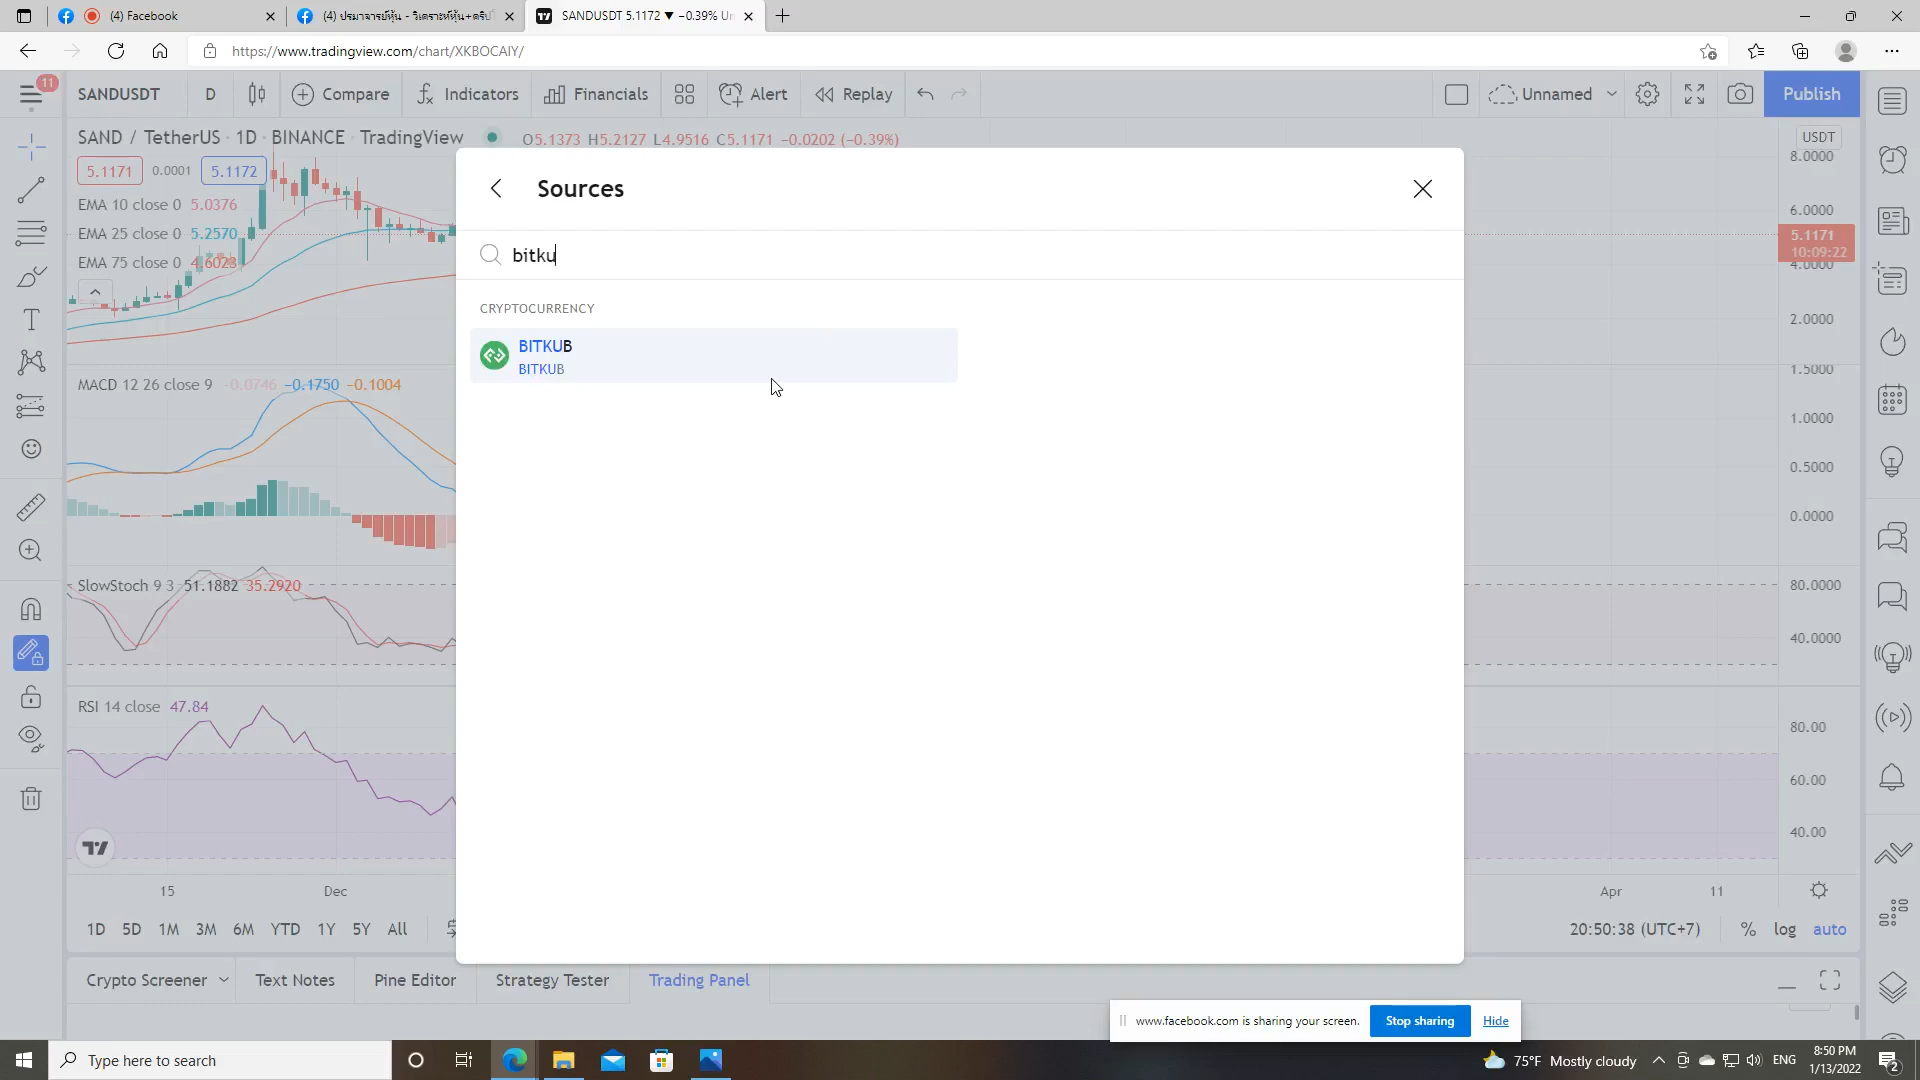 (4) Facebook
(4) ปรมาจารย์หุ้น - วิเคราะห์หุ้น+คริปโ
SANDUSDT 5.1172 ▼ −0.39% Un
https://www.tradingview.com/chart/XKBOCAIY/
11
SANDUSDT
D
Compare
Indicators
Financials
Alert
Replay
Unnamed
Publish
SAND / TetherUS · 1D · BINANCE · TradingView
O5.1373 H5.2127 L4.9516 C5.1171 −0.0202 (−0.39%)
USDT
5.1171
0.0001
5.1172
EMA 10 close 0 5.0376
EMA 25 close 0 5.2570
EMA 75 close 0 4.6023
8.0000
6.0000
5.1171
10:09:22
4.0000
2.0000
Sources
bitku
CRYPTOCURRENCY
BITKUB
BITKUB
MACD 12 26 close 9 -0.0746 −0.1750 −0.1004
1.5000
1.0000
0.5000
0.0000
SlowStoch 9 3 51.1882 35.2920
80.0000
40.0000
RSI 14 close 47.84
80.00
60.00
40.00
15
Dec
Apr
11
1D 5D 1M 3M 6M YTD 1Y 5Y All
20:50:38 (UTC+7)
% log auto
Crypto Screener
Text Notes
Pine Editor
Strategy Tester
Trading Panel
www.facebook.com is sharing your screen.
Stop sharing
Hide
Type here to search
75°F Mostly cloudy
ENG
8:50 PM
1/13/2022
2